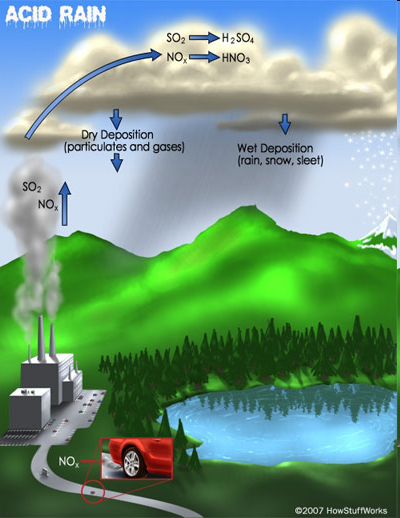 ACID RAIN
SO₂ → H₂SO₄
NOₓ → HNO₃
Dry Deposition
(particulates and gases)
Wet Deposition
(rain, snow, sleet)
SO₂
NOₓ
NOₓ
©2007 HowStuffWorks